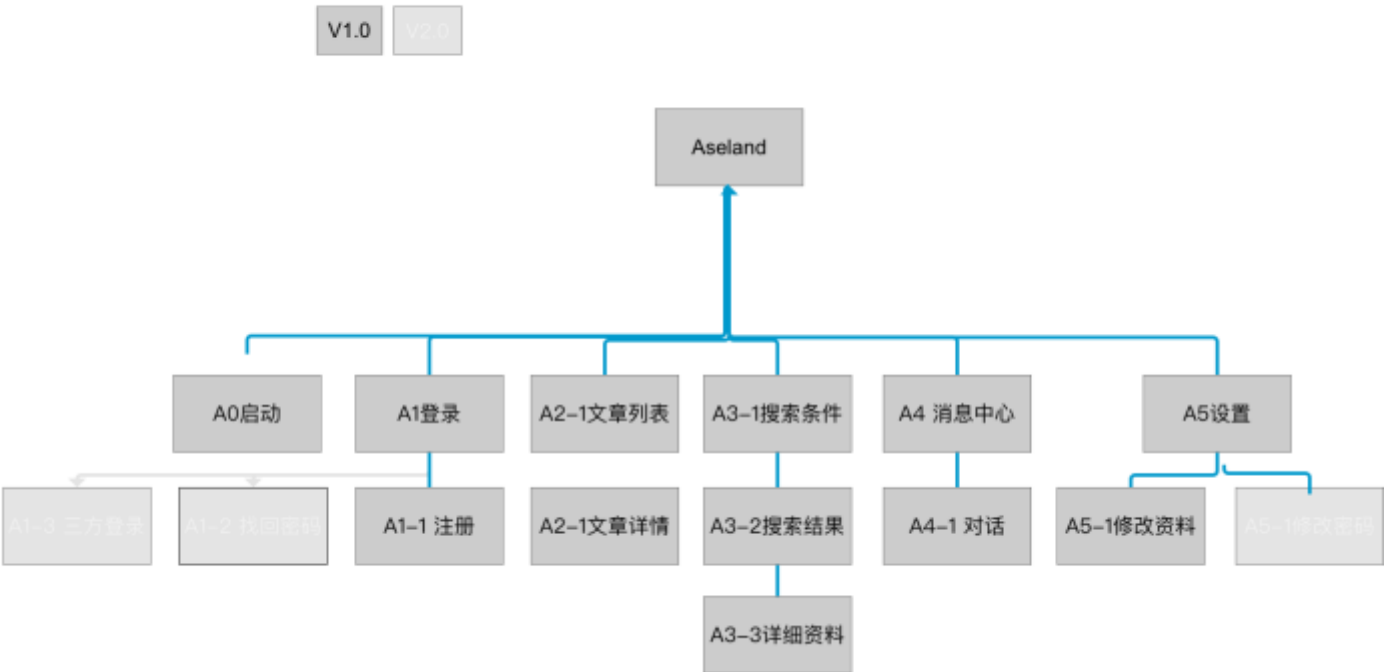 V1.0
V2.0
Aseland
A0启动
A1登录
A2-1文章列表
A3-1搜索条件
A4 消息中心
A5设置
A1-3 三方登录
A1-2 找回密码
A1-1 注册
A2-1文章详情
A3-2搜索结果
A4-1 对话
A5-1修改资料
A5-1修改密码
A3-3详细资料